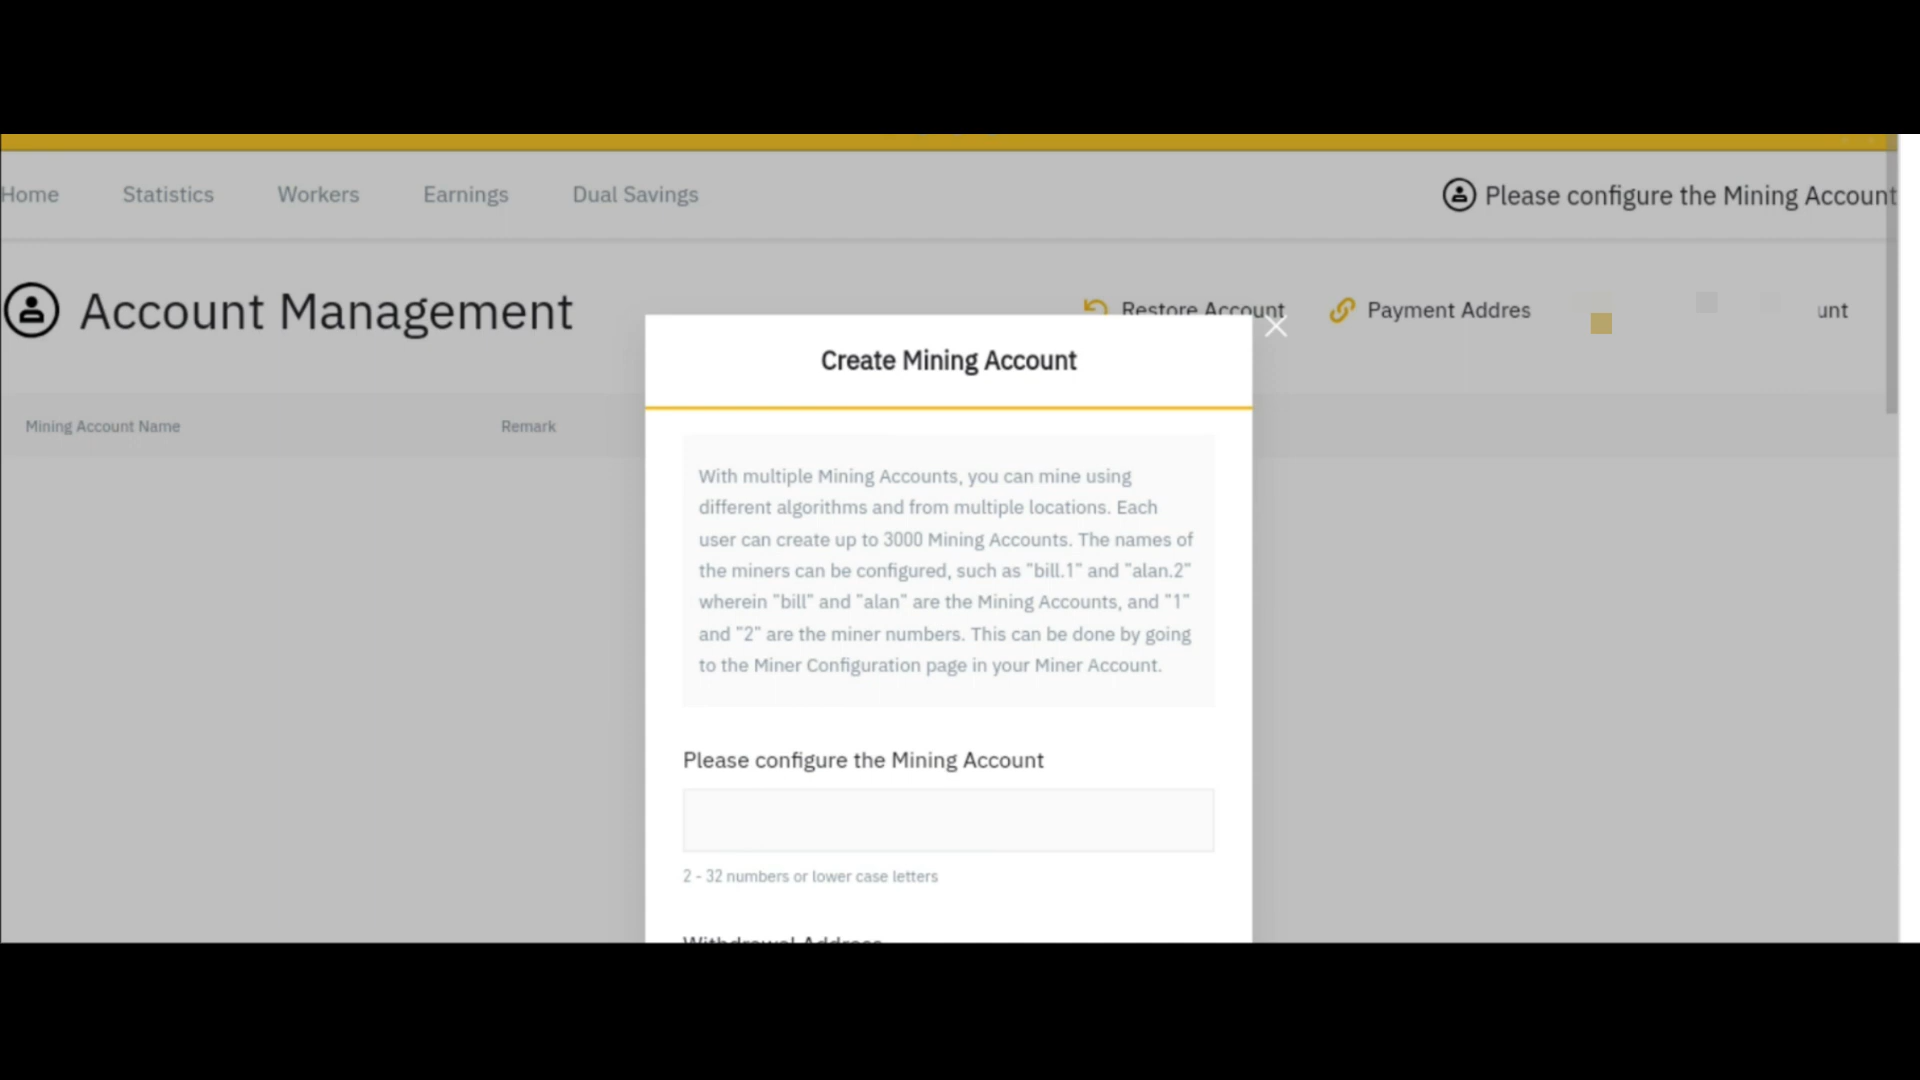 Home Statistics Workers Earnings Dual Savings Please configure the Mining Account
Account Management Restore Account Payment Addres unt
Create Mining Account
Mining Account Name Remark
With multiple Mining Accounts, you can mine using
different algorithms and from multiple locations. Each
user can create up to 3000 Mining Accounts. The names of
the miners can be configured, such as "bill.1" and "alan.2"
wherein "bill" and "alan" are the Mining Accounts, and "1"
and "2" are the miner numbers. This can be done by going
to the Miner Configuration page in your Miner Account.
Please configure the Mining Account
2 - 32 numbers or lower case letters
Withdrawal Address